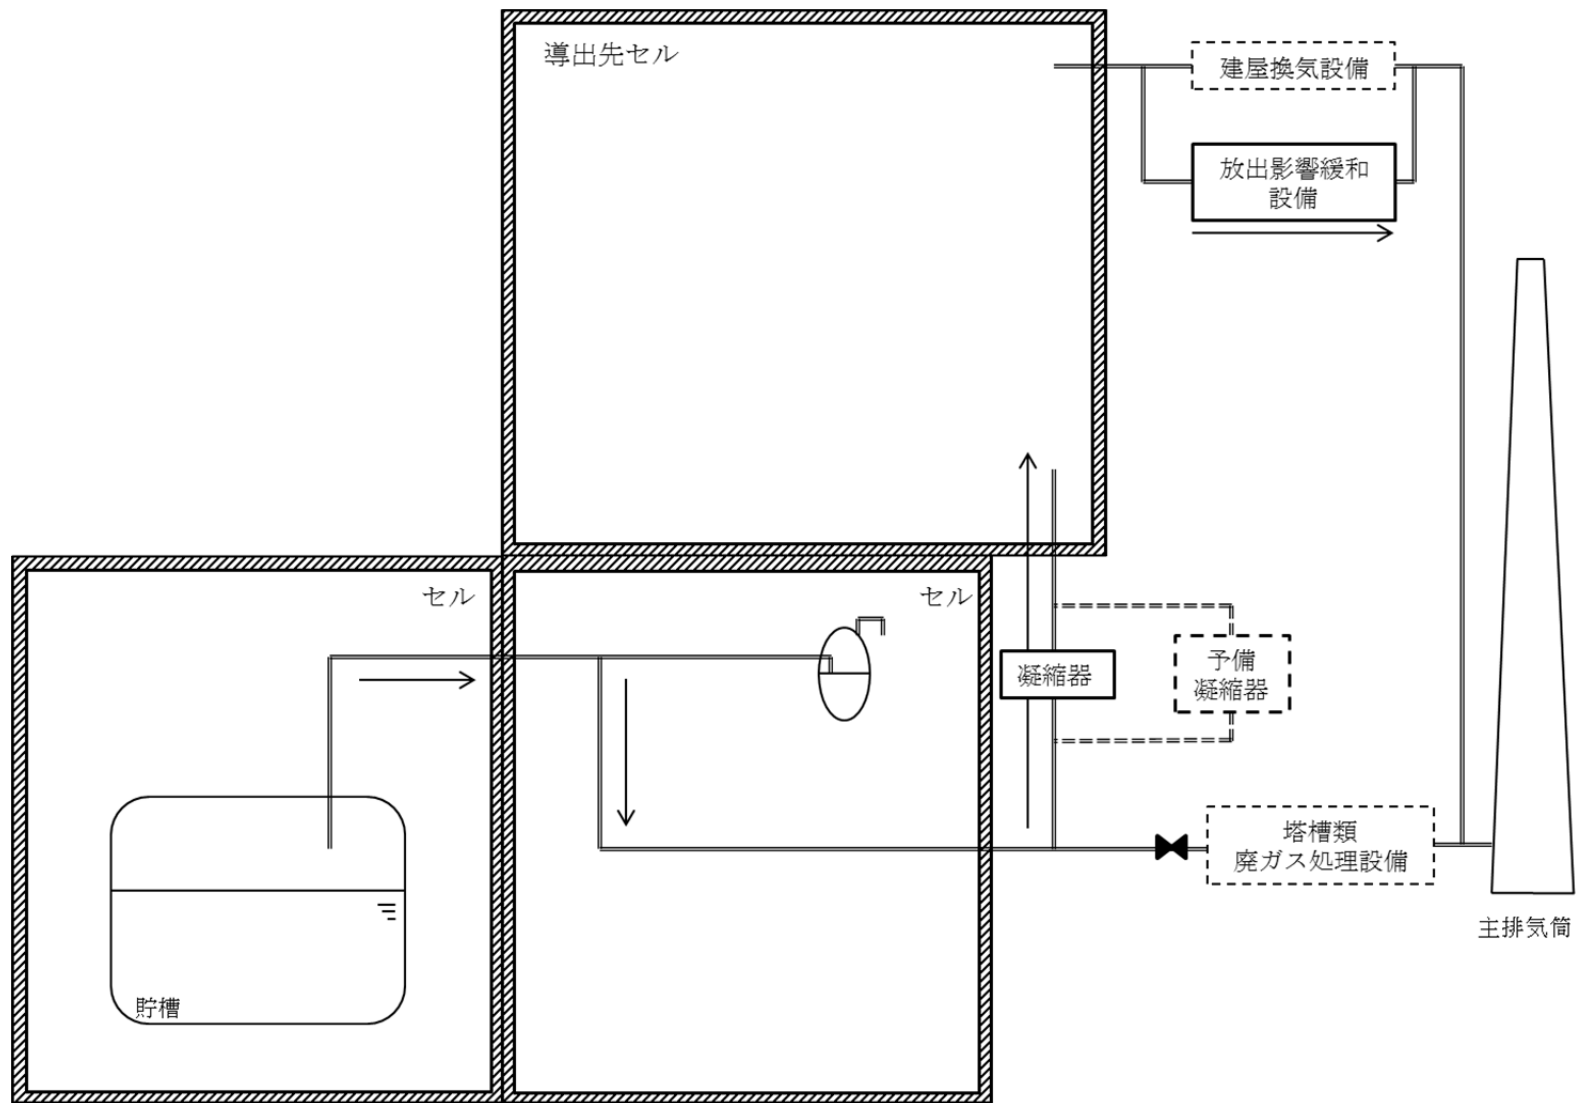 導出先セル
建屋換気設備
放出影響緩和
設備
セル
セル
凝縮器
予備
凝縮器
塔槽類
廃ガス処理設備
主排気筒
貯槽